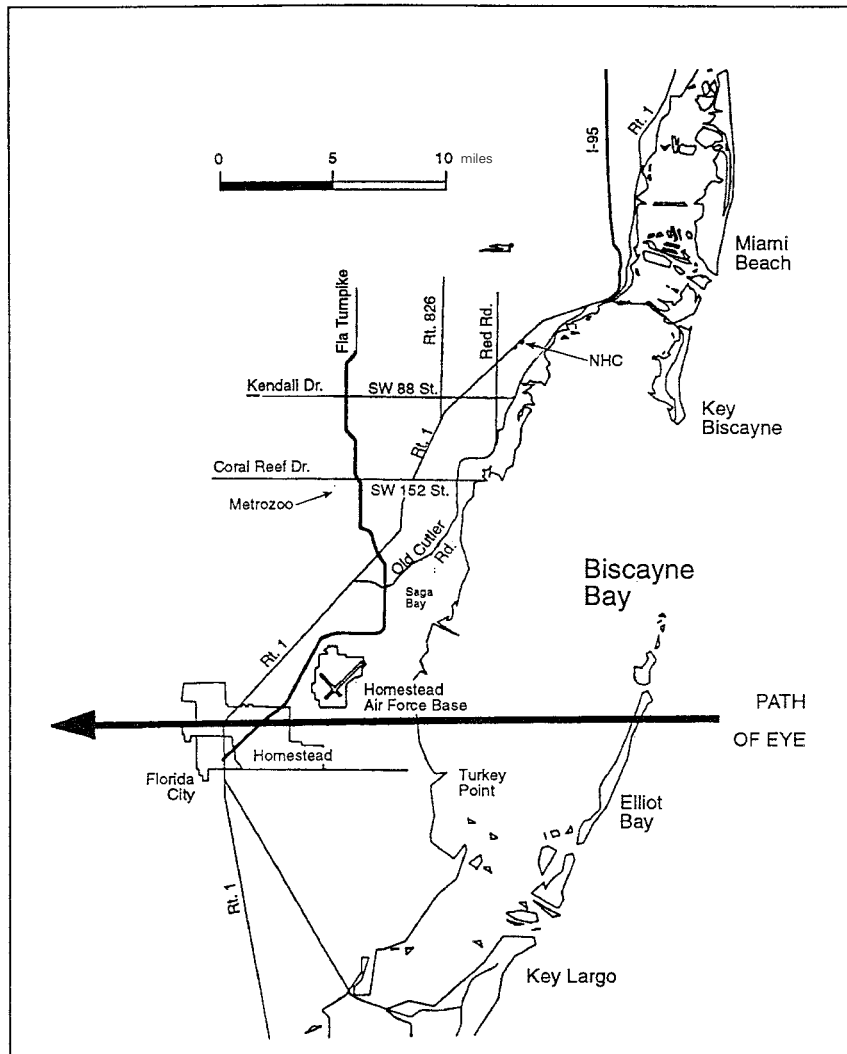 I-95
Rt. 1
0
5
10 miles
Miami
Beach
Fla Turnpike
Rt. 826
Red Rd.
NHC
Kendall Dr.
SW 88 St.
Key
Biscayne
Rt. 1
Coral Reef Dr.
SW 152 St.
Metrozoo
Old Cutler
Rd.
Biscayne
Bay
Saga
Bay
Rt. 1
Homestead
Air Force Base
PATH
OF EYE
Homestead
Florida
City
Turkey
Point
Elliot
Bay
Rt. 1
Key Largo